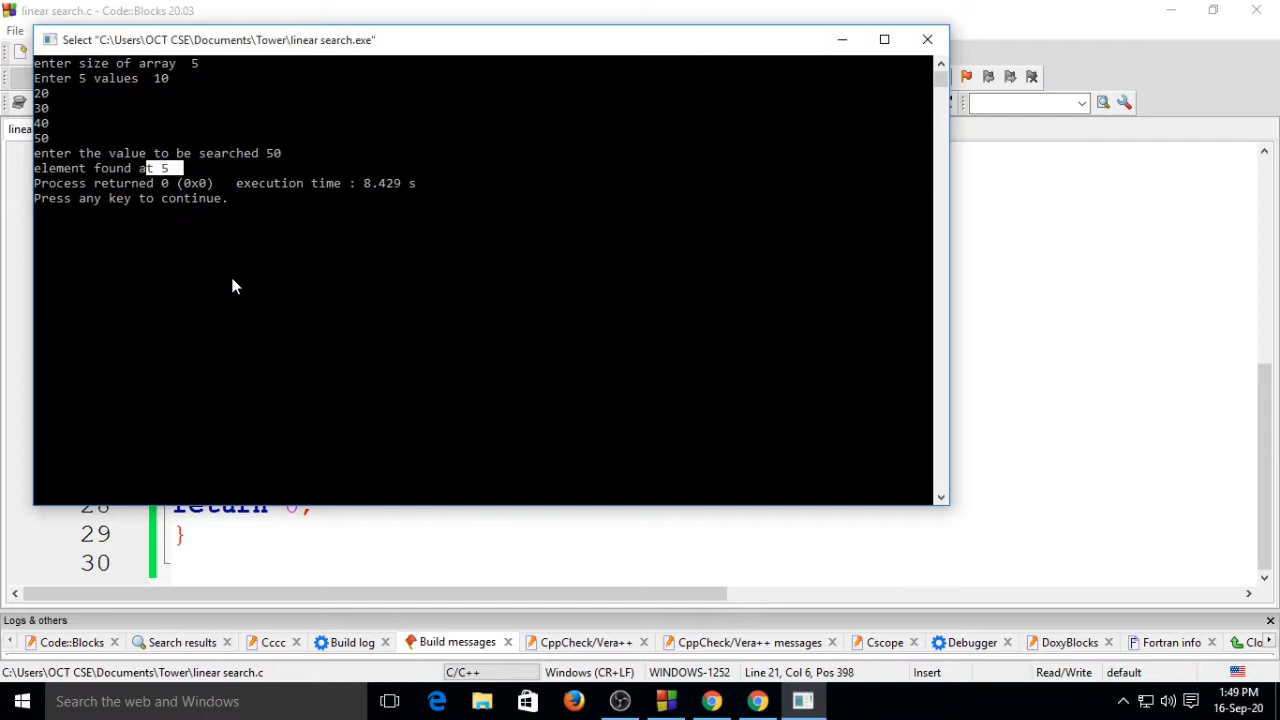 linear search.c - Code::Blocks 20.03
File
Select "C:\Users\OCT CSE\Documents\Tower\linear search.exe"
enter size of array  5
Enter 5 values  10
20
30
40
50
enter the value to be searched 50
element found at 5
Process returned 0 (0x0)   execution time : 8.429 s
Press any key to continue.
28 return 0;
29 }
30
Logs & others
Code::Blocks Search results Cccc Build log Build messages CppCheck/Vera++ CppCheck/Vera++ messages Cscope Debugger DoxyBlocks Fortran info Clo
C:\Users\OCT CSE\Documents\Tower\linear search.c C/C++ Windows (CR+LF) WINDOWS-1252 Line 21, Col 6, Pos 398 Insert Read/Write default
Search the web and Windows
1:49 PM
16-Sep-20